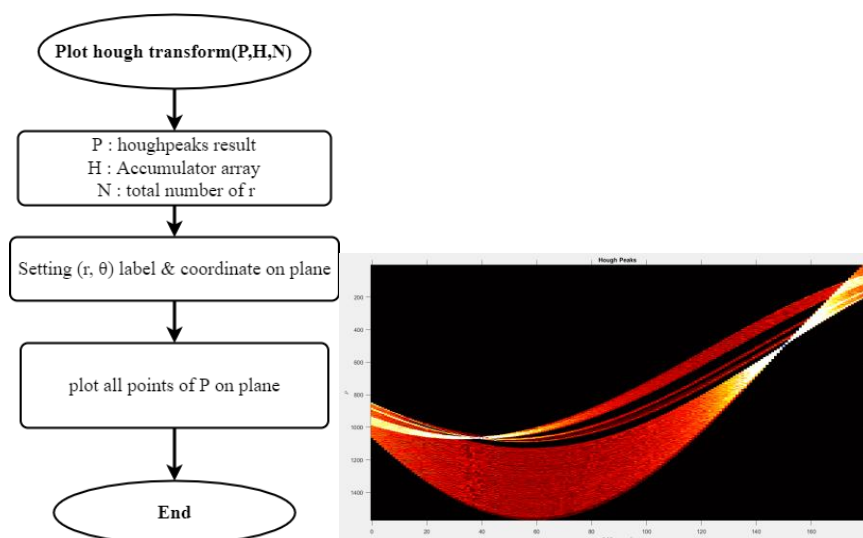 Plot hough transform(P,H,N)
P : houghpeaks result
H : Accumulator array
N : total number of r
Setting (r, θ) label & coordinate on plane
plot all points of P on plane
End
Hough Peaks
200
400
600
800
1000
1200
1400
0 20 40 60 80 100 120 140 160